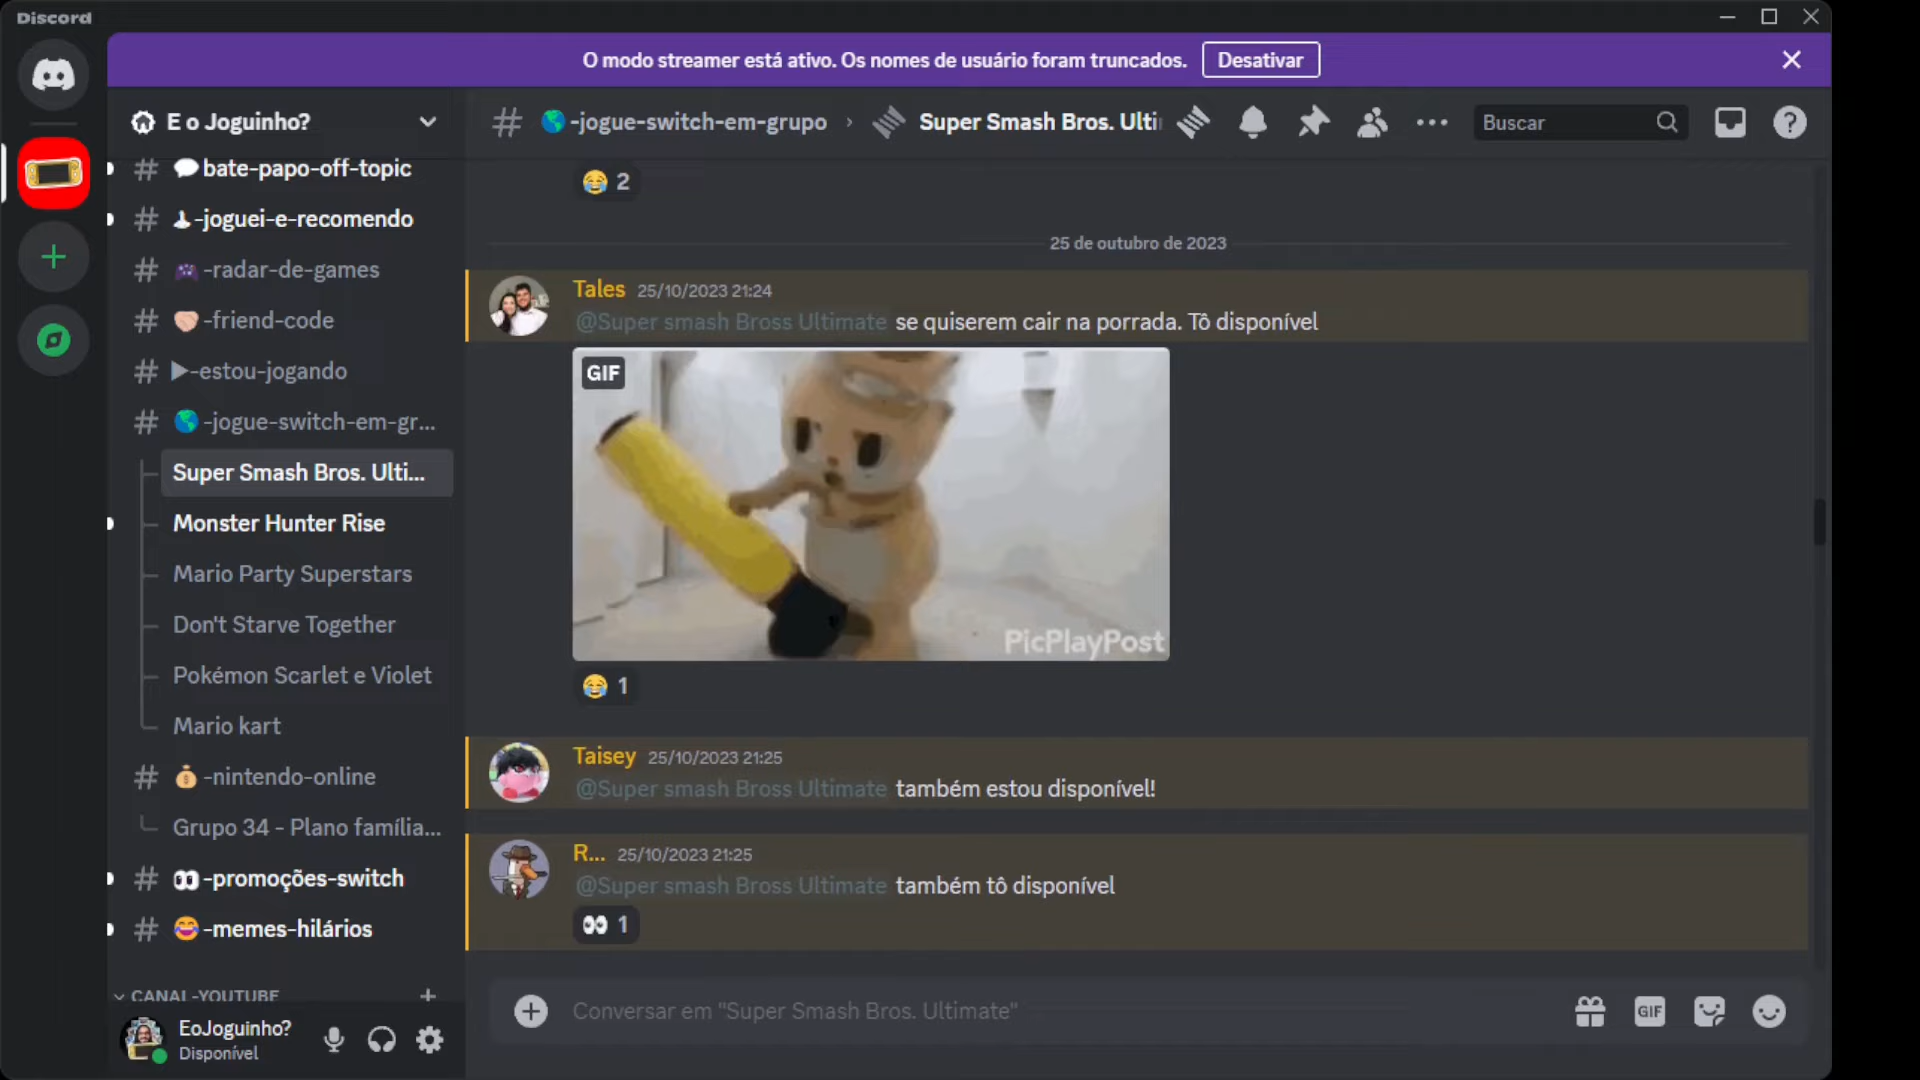 Discord
O modo streamer está ativo. Os nomes de usuário foram truncados.
Desativar
E o Joguinho?
bate-papo-off-topic
-joguei-e-recomendo
-radar-de-games
-friend-code
-estou-jogando
-jogue-switch-em-gr...
Super Smash Bros. Ulti...
Monster Hunter Rise
Mario Party Superstars
Don't Starve Together
Pokémon Scarlet e Violet
Mario kart
-nintendo-online
Grupo 34 - Plano família...
-promoções-switch
-memes-hilários
CANAL-YOUTUBE
EoJoguinho?
Disponível
-jogue-switch-em-grupo
Super Smash Bros. Ulti
Buscar
2
25 de outubro de 2023
Tales 25/10/2023 21:24
@Super smash Bross Ultimate se quiserem cair na porrada. Tô disponível
GIF
PicPlayPost
1
Taisey 25/10/2023 21:25
@Super smash Bross Ultimate também estou disponível!
R... 25/10/2023 21:25
@Super smash Bross Ultimate também tô disponível
1
Conversar em "Super Smash Bros. Ultimate"
GIF